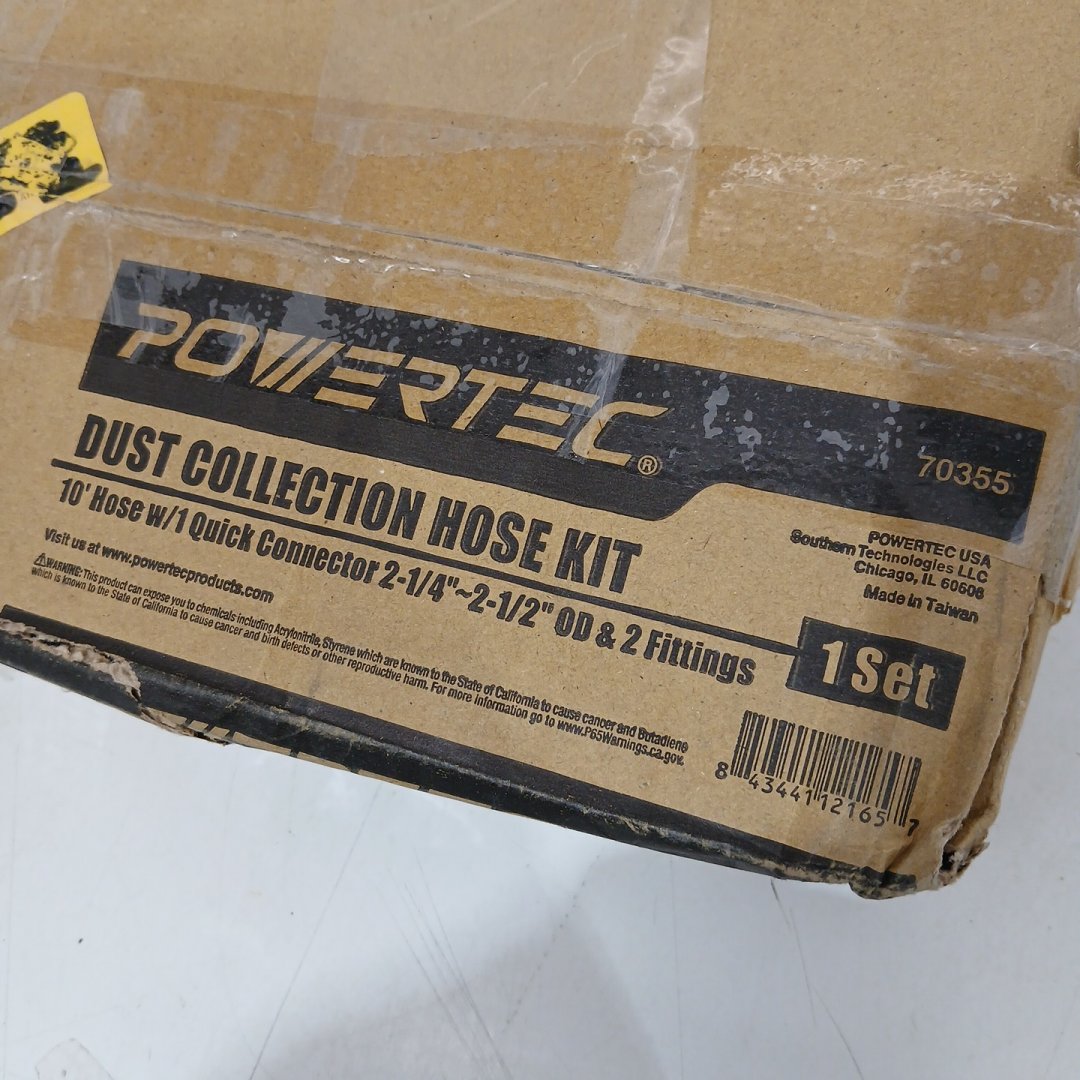 POWERTEC®
70355
DUST COLLECTION HOSE KIT
10' Hose w/1 Quick Connector 2-1/4"~2-1/2" OD & 2 Fittings
1 Set
Visit us at www.powertecproducts.com
POWERTEC USA
Southern Technologies LLC
Chicago, IL 60608
Made in Taiwan
WARNING: This product can expose you to chemicals including Acrylonitrile, Styrene which are known to the State of California to cause cancer and Butadiene
which is known to the State of California to cause cancer and birth defects or other reproductive harm. For more information go to www.P65Warnings.ca.gov.
8 43441 12165 7